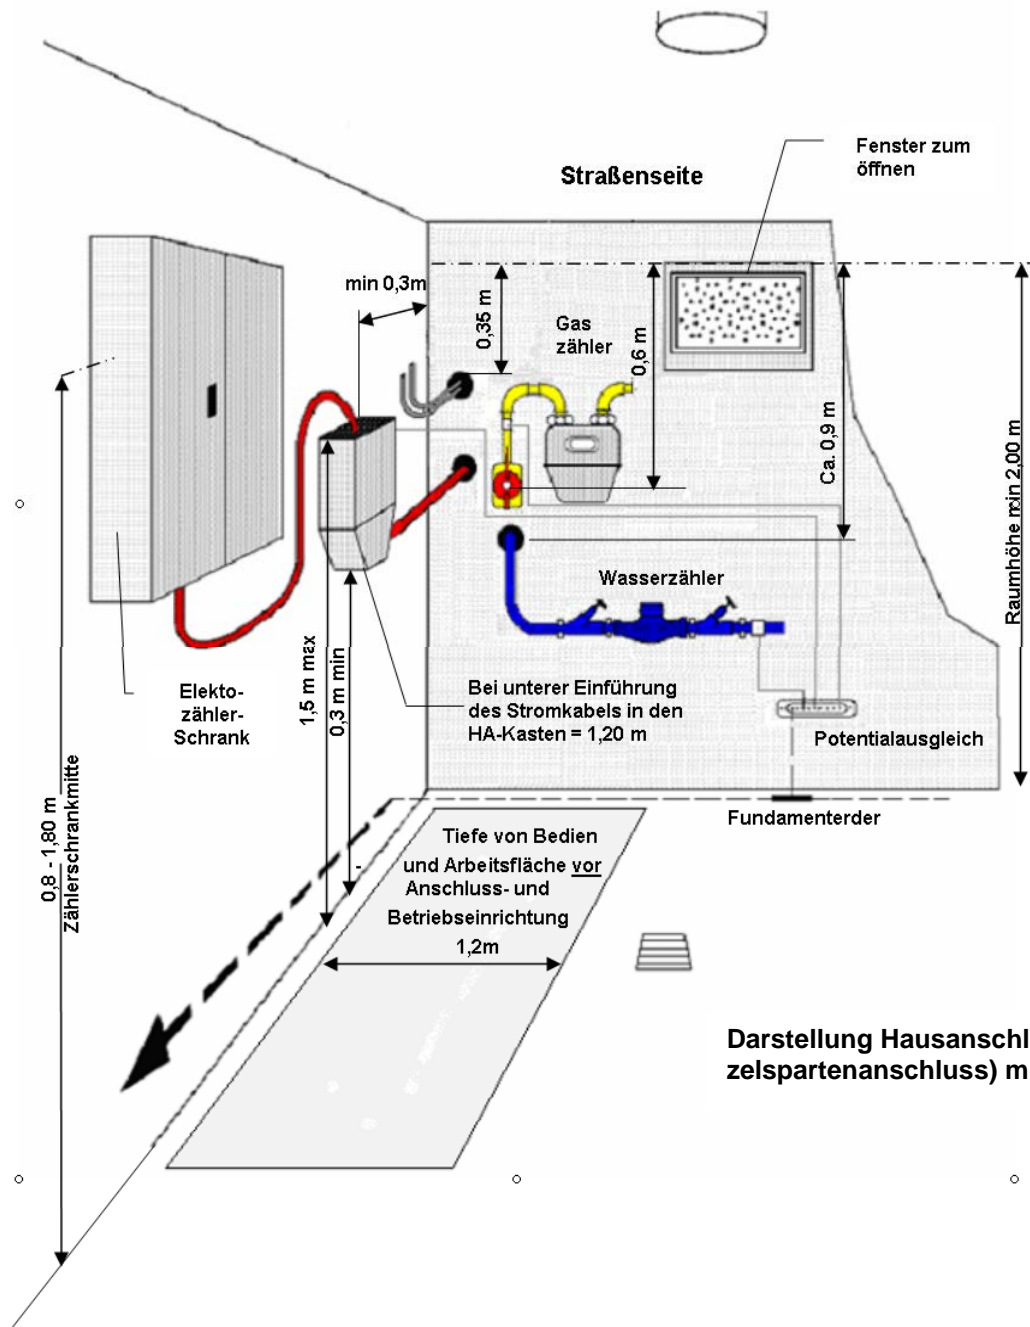 Fenster zum
öffnen
Straßenseite
min 0,3m
0,35 m
Gas
zähler
0,6 m
Ca. 0,9 m
Raumhöhe min 2,00 m
Wasserzähler
Elekto-
zähler-
Schrank
1,5 m max
0,3 m min
Bei unterer Einführung
des Stromkabels in den
HA-Kasten = 1,20 m
Potentialausgleich
Fundamenterder
0,8 - 1,80 m
Zählerschrankmitte
Tiefe von Bedien
und Arbeitsfläche vor
Anschluss- und
Betriebseinrichtung
1,2m
Darstellung Hausanschl
zelspartenanschluss) m